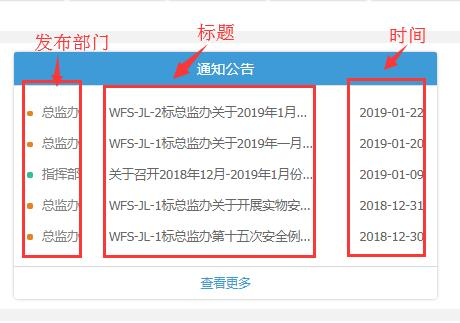 发布部门
标题
时间
通知公告
总监办 WFS-JL-2标总监办关于2019年1月... 2019-01-22
总监办 WFS-JL-1标总监办关于2019年一月... 2019-01-20
指挥部 关于召开2018年12月-2019年1月份... 2019-01-09
总监办 WFS-JL-1标总监办关于开展实物安... 2018-12-31
总监办 WFS-JL-1标总监办第十五次安全例... 2018-12-30
查看更多